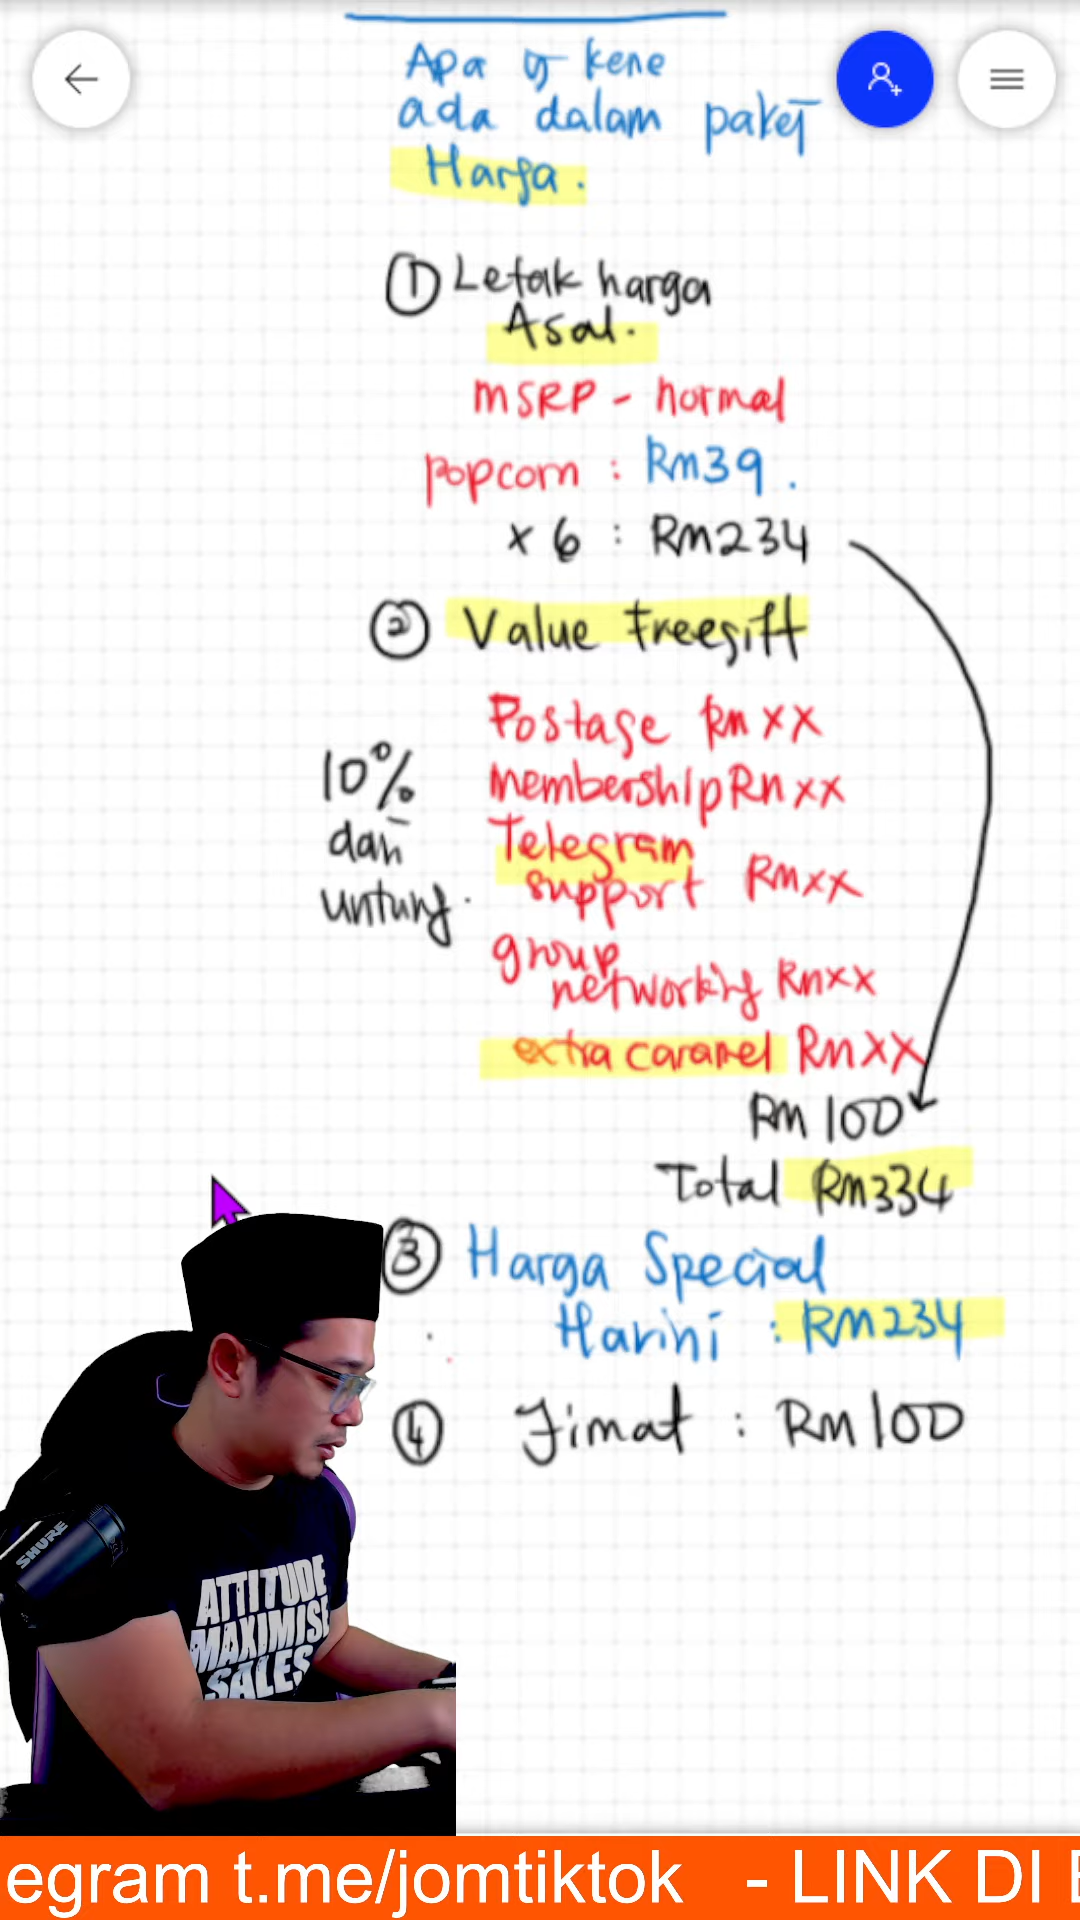 Apa yg kene
ada dalam pakej
Harga.
① Letak harga
Asal.
MSRP - normal
popcorn : Rm39.
x 6 : Rm234
② Value Freegift
Postage Rm xx
membership Rm xx
Telegram
support Rmxx
group
networking Rmxx
extra caramel Rmxx
10%
dari
untung.
RM 100
Total Rm334
③ Harga Special
Harini : RM234
④ Jimat : RM100
SHURE
ATTITUDE
MAXIMISE
SALES
egram t.me/jomtiktok - LINK DI